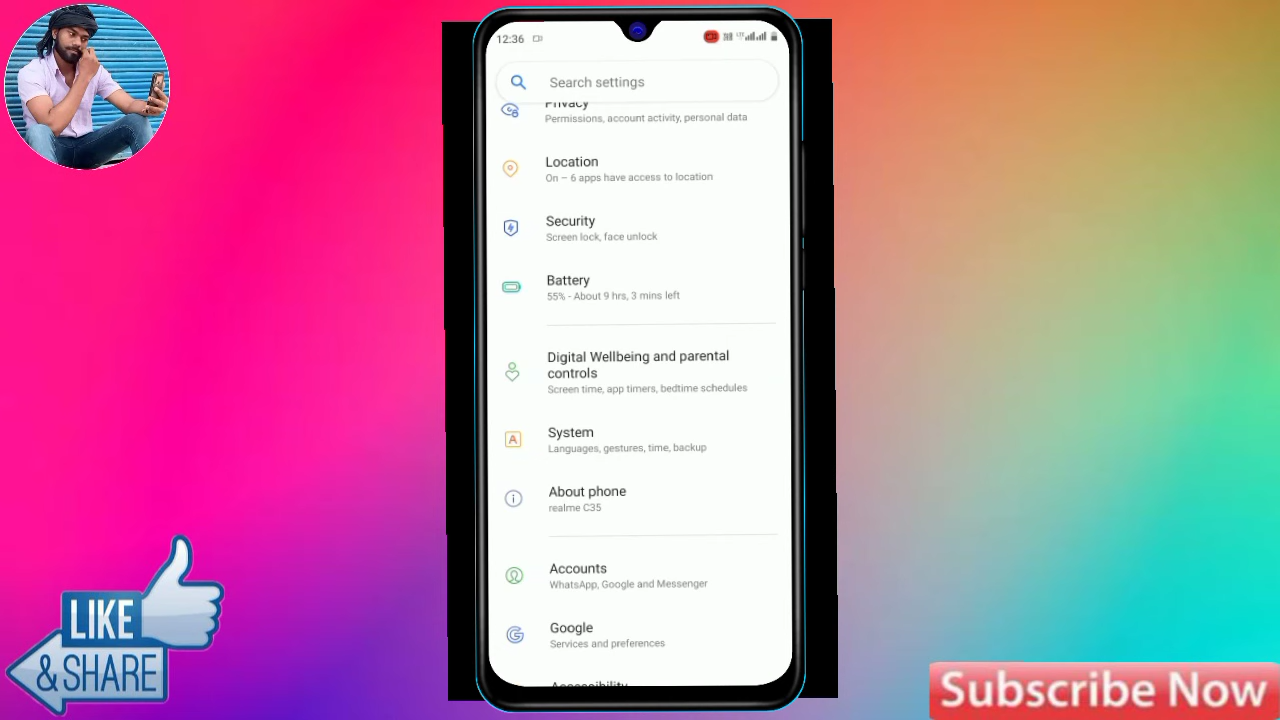 12:36
Search settings
Privacy
Permissions, account activity, personal data
Location
On – 6 apps have access to location
Security
Screen lock, face unlock
Battery
55% - About 9 hrs, 3 mins left
Digital Wellbeing and parental
controls
Screen time, app timers, bedtime schedules
System
Languages, gestures, time, backup
About phone
realme C35
Accounts
WhatsApp, Google and Messenger
Google
Services and preferences
Accessibility
LIKE
& SHARE
Subscribe Now